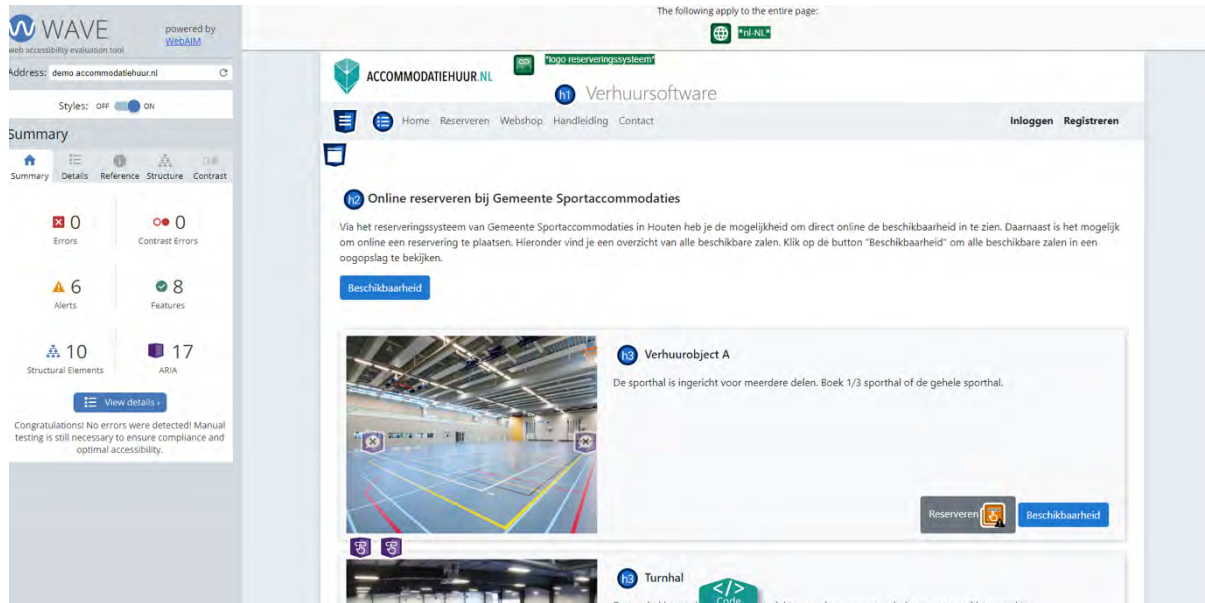 WAVE
powered by
WebAIM
web accessibility evaluation tool
Address: demo.accommodatiehuur.nl
Styles: OFF ON
Summary
Summary Details Reference Structure Contrast
0
Errors
0
Contrast Errors
6
Alerts
8
Features
10
Structural Elements
17
ARIA
View details ›
Congratulations! No errors were detected! Manual
testing is still necessary to ensure compliance and
optimal accessibility.
The following apply to the entire page:
*nl-NL*
ACCOMMODATIEHUUR.NL
*logo reserveringssysteem*
h1 Verhuursoftware
Home Reserveren Webshop Handleiding Contact Inloggen Registreren
h2 Online reserveren bij Gemeente Sportaccommodaties
Via het reserveringssysteem van Gemeente Sportaccommodaties in Houten heb je de mogelijkheid om direct online de beschikbaarheid in te zien. Daarnaast is het mogelijk
om online een reservering te plaatsen. Hieronder vind je een overzicht van alle beschikbare zalen. Klik op de button "Beschikbaarheid" om alle beschikbare zalen in een
oogopslag te bekijken.
Beschikbaarheid
h3 Verhuurobject A
De sporthal is ingericht voor meerdere delen. Boek 1/3 sporthal of de gehele sporthal.
Reserveren Beschikbaarheid
h3 Turnhal
</>
Code